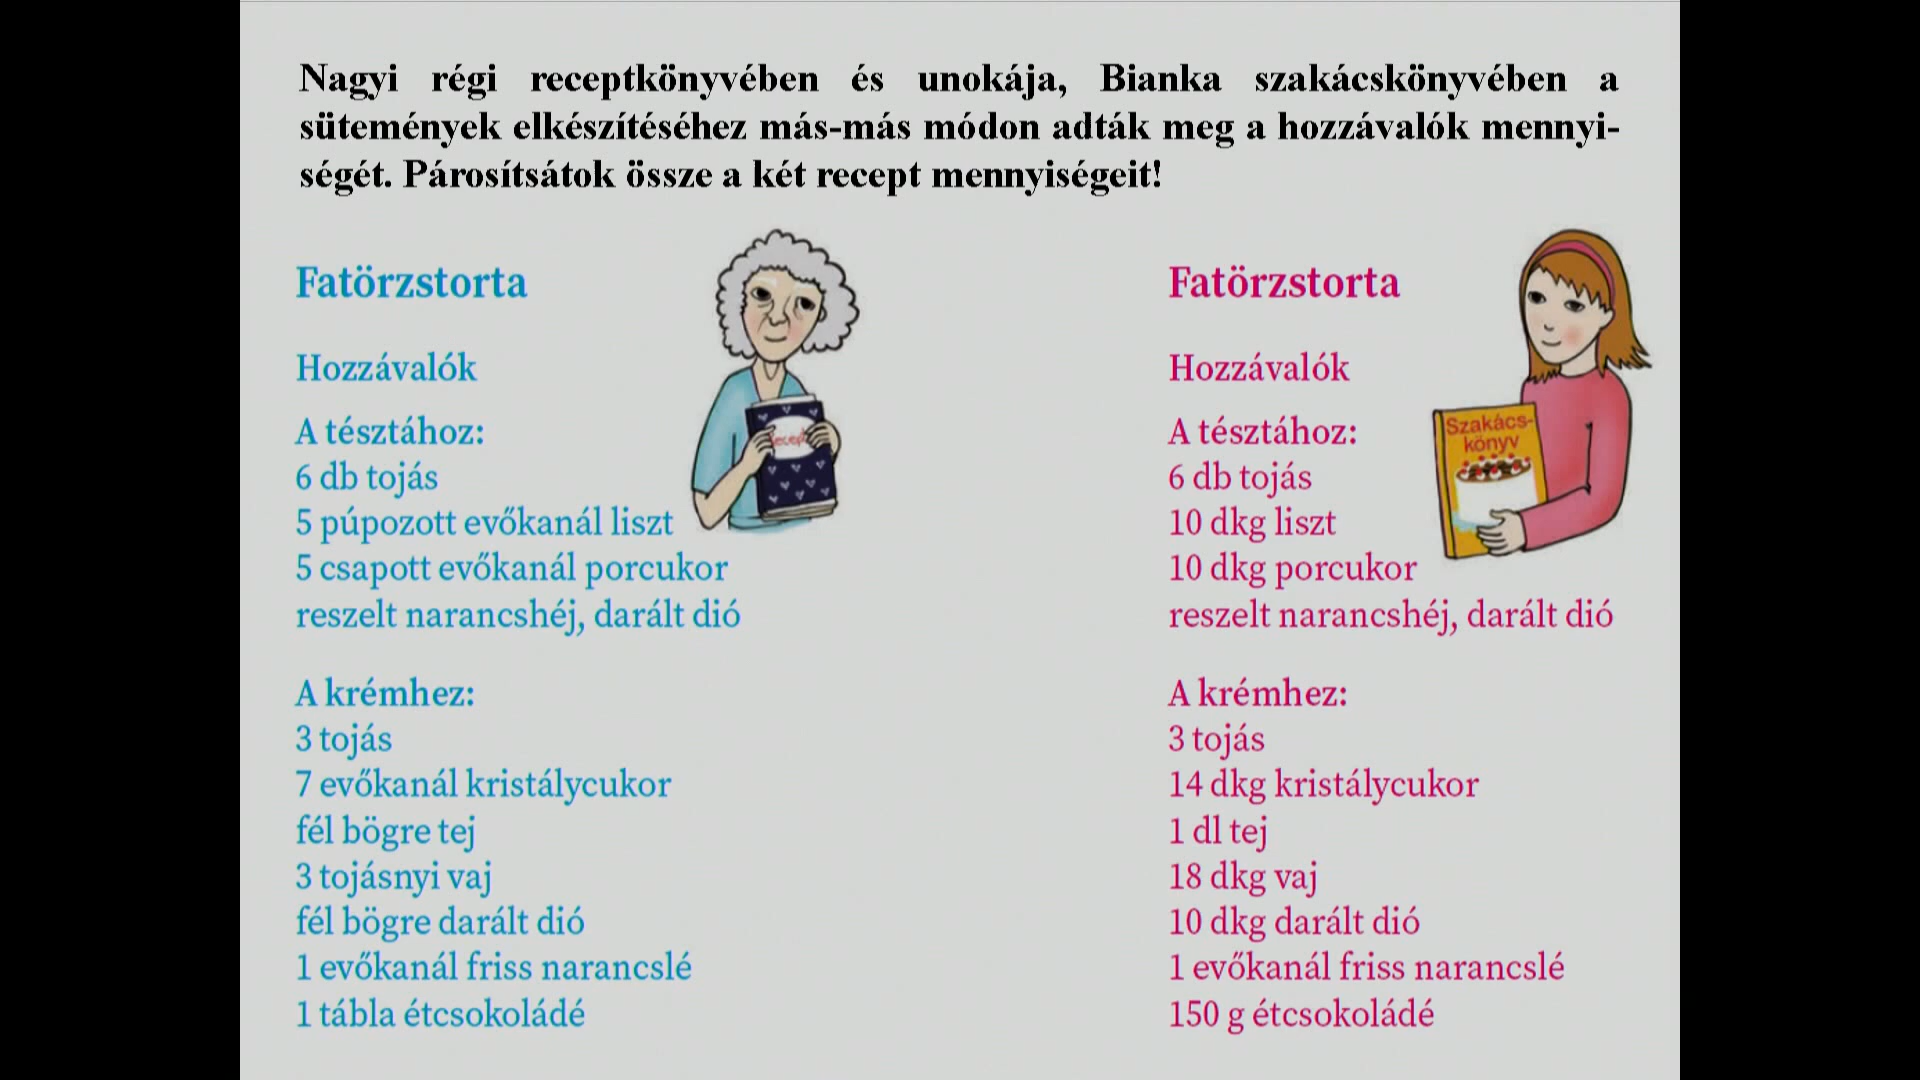 Nagyi régi receptkönyvében és unokája, Bianka szakácskönyvében a
sütemények elkészítéséhez más-más módon adták meg a hozzávalók mennyi-
ségét. Párosítsátok össze a két recept mennyiségeit!
Fatörzstorta
Hozzávalók
A tésztához:
6 db tojás
5 púpozott evőkanál liszt
5 csapott evőkanál porcukor
reszelt narancshéj, darált dió
A krémhez:
3 tojás
7 evőkanál kristálycukor
fél bögre tej
3 tojásnyi vaj
fél bögre darált dió
1 evőkanál friss narancslé
1 tábla étcsokoládé
Fatörzstorta
Hozzávalók
A tésztához:
6 db tojás
10 dkg liszt
10 dkg porcukor
reszelt narancshéj, darált dió
A krémhez:
3 tojás
14 dkg kristálycukor
1 dl tej
18 dkg vaj
10 dkg darált dió
1 evőkanál friss narancslé
150 g étcsokoládé
Szakács-
könyv